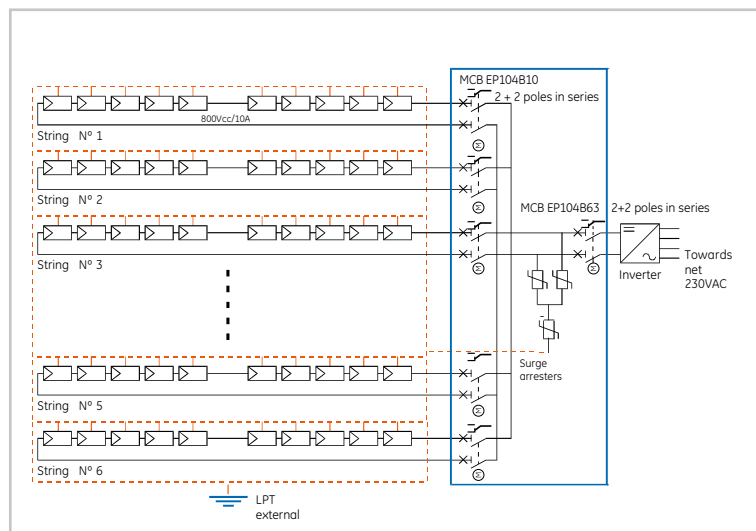 MCB EP104B10
2 + 2 poles in series
800Vcc/10A
String Nº 1
M
String Nº 2
M
MCB EP104B63 2+2 poles in series
String Nº 3
M
M
Inverter
Towards
net
230VAC
Surge
arresters
String Nº 5
M
String Nº 6
M
LPT
external